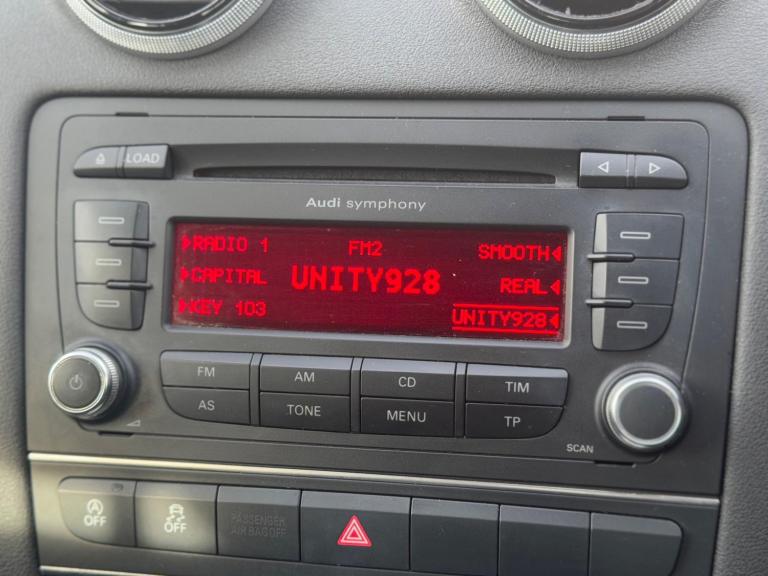 LOAD
Audi symphony
RADIO 1 FM2 SMOOTH
CAPITAL UNITY928 REAL
KEY 103 UNITY928
FM AM CD TIM
AS TONE MENU TP
SCAN
OFF OFF PASSENGER
AIR BAG OFF